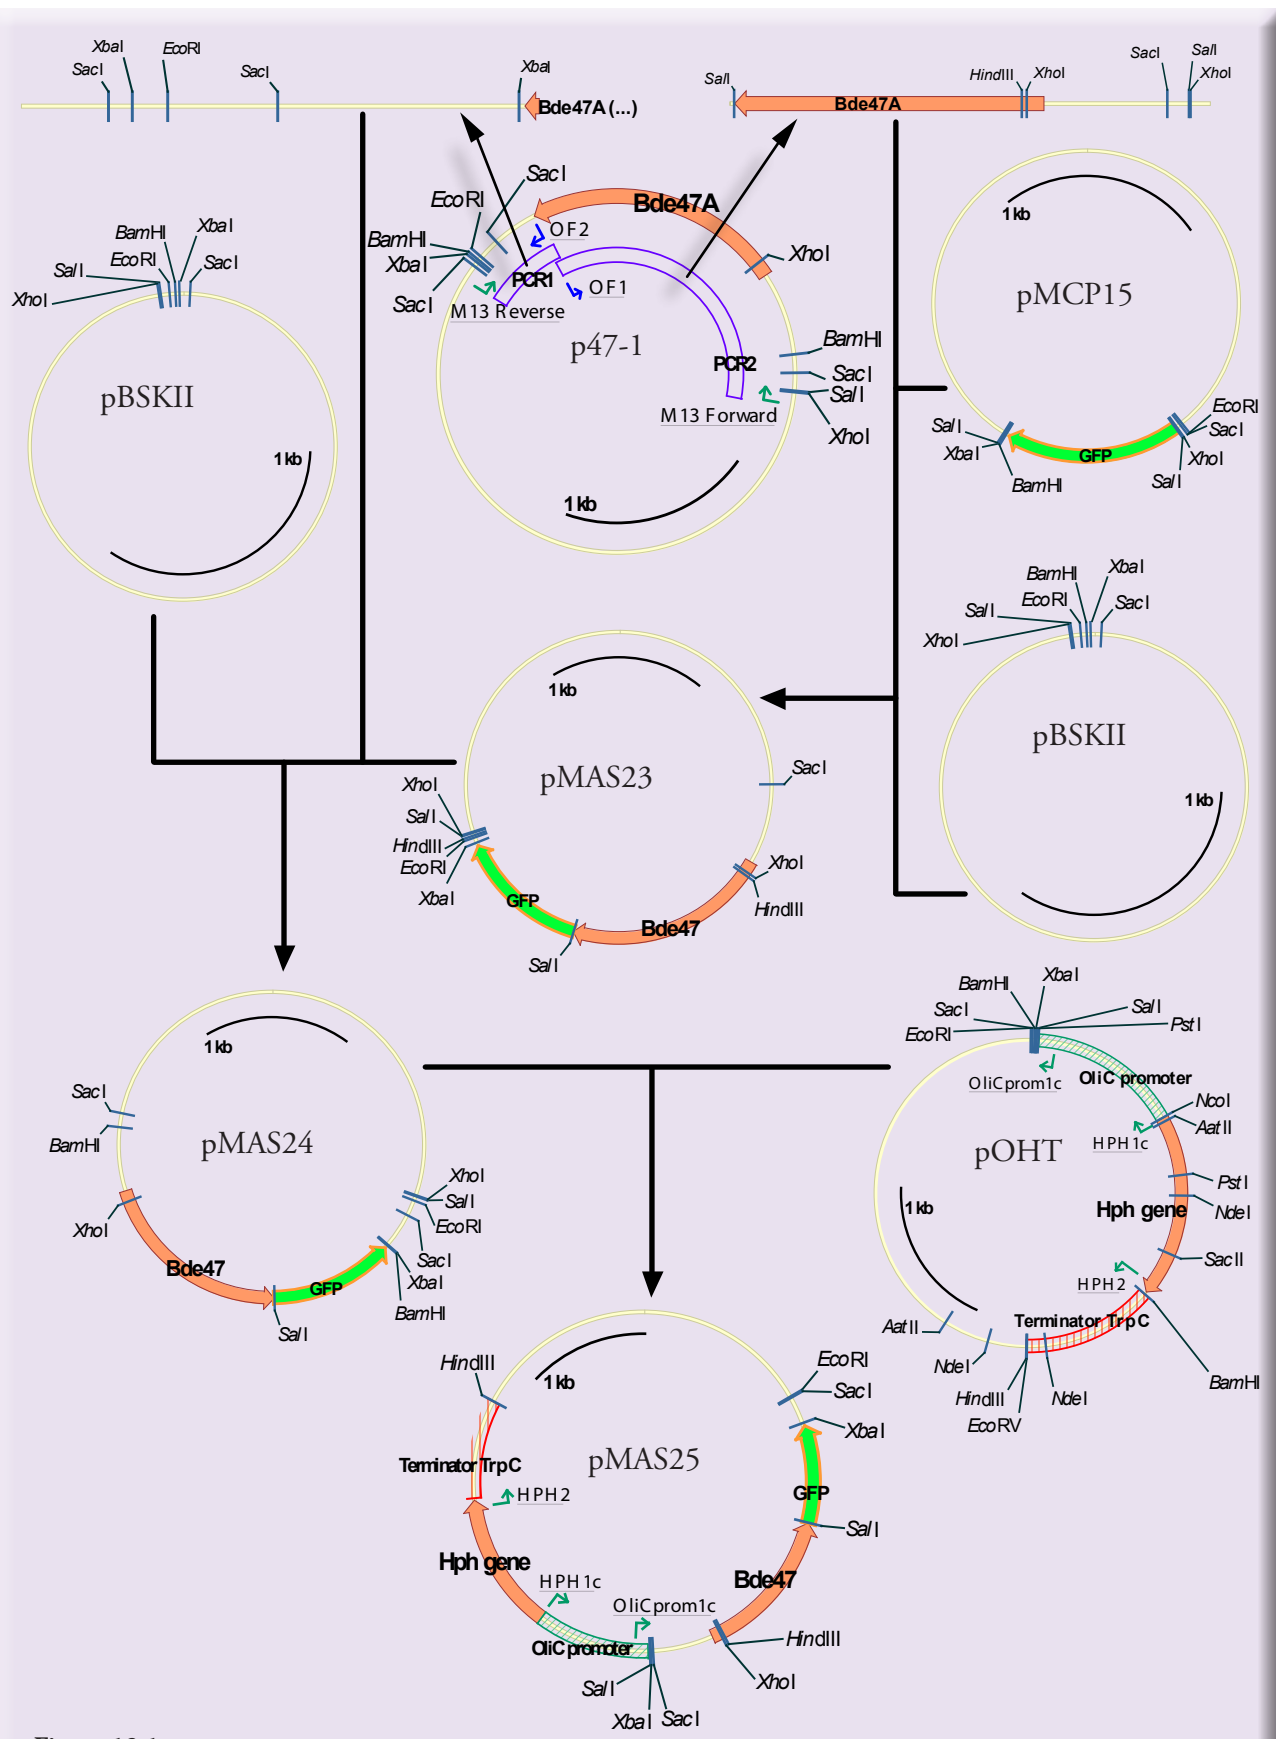 XbaI
EcoRI
SacI
SacI
XbaI
Bde47A (...)
SalI
HindIII
XhoI
SacI
SalI
XhoI
Bde47A
SacI
EcoRI
Bde47A
BamHI
XbaI
SacI
OF2
XhoI
PCR1
OF1
M13 Reverse
p47-1
BamHI
PCR2
SacI
SalI
M13 Forward
XhoI
1 kb
XbaI
BamHI
EcoRI
SalI
SacI
XhoI
pBSKII
1 kb
1 kb
pMCP15
EcoRI
SalI
SacI
XbaI
GFP
XhoI
BamHI
SalI
XbaI
BamHI
EcoRI
SalI
SacI
XhoI
pBSKII
1 kb
1 kb
pMAS23
SacI
XhoI
SalI
HindIII
EcoRI
XhoI
XbaI
GFP
HindIII
Bde47
SalI
1 kb
SacI
BamHI
pMAS24
XhoI
SalI
XhoI
EcoRI
SacI
Bde47
XbaI
GFP
BamHI
SalI
XbaI
BamHI
SacI
SalI
EcoRI
PstI
OliCprom1c
OliC promoter
NcoI
AatII
HPH1c
pOHT
PstI
1 kb
Hph gene
NdeI
SacII
HPH2
AatII
Terminator TrpC
NdeI
BamHI
HindIII
NdeI
EcoRV
HindIII
1 kb
EcoRI
SacI
XbaI
pMAS25
Terminator TrpC
HPH2
GFP
SalI
Hph gene
HPH1c
Bde47
OliCprom1c
OliC promoter
HindIII
SalI
XhoI
XbaI
SacI